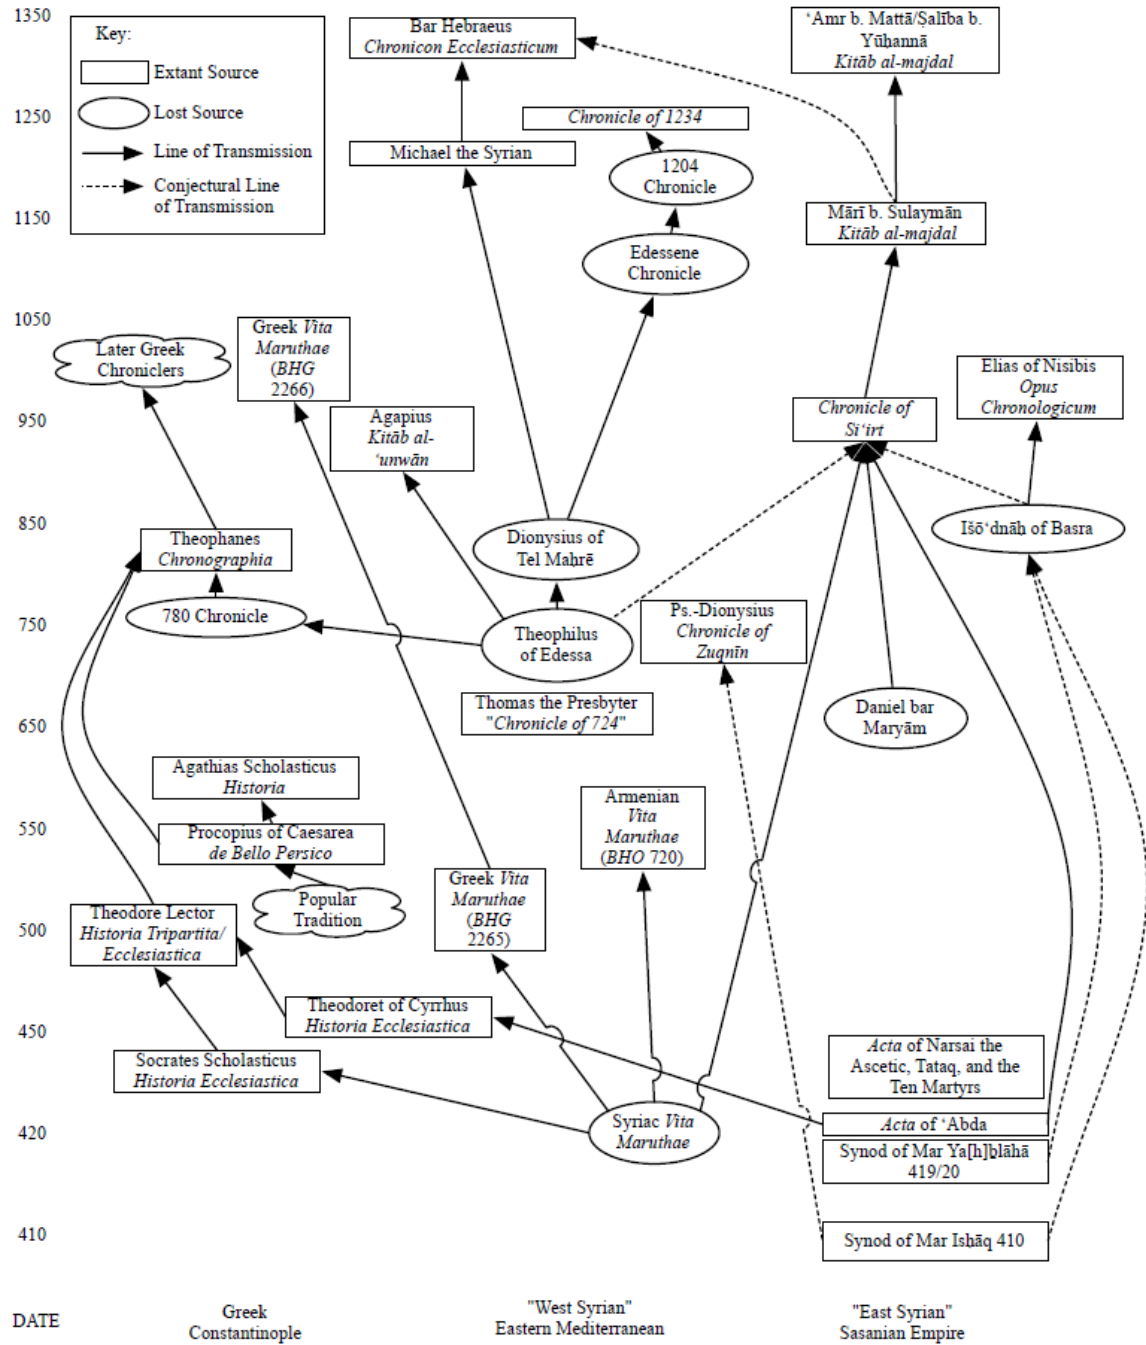 1350
Key:
Extant Source
Lost Source
Line of Transmission
Conjectural Line
of Transmission
Bar Hebraeus
Chronicon Ecclesiasticum
ʻAmr b. Mattā/Ṣalība b.
Yūḥannā
Kitāb al-majdal
1250
Chronicle of 1234
Michael the Syrian
1204
Chronicle
1150
Mārī b. Sulaymān
Kitāb al-majdal
Edessene
Chronicle
1050
Later Greek
Chroniclers
Greek Vita
Maruthae
(BHG
2266)
Elias of Nisibis
Opus
Chronologicum
950
Agapius
Kitāb al-
ʻunwān
Chronicle of
Siʻirt
850
Theophanes
Chronographia
Dionysius of
Tel Maḥrē
Išōʻdnāḥ of Basra
750
780 Chronicle
Theophilus
of Edessa
Ps.-Dionysius
Chronicle of
Zuqnīn
650
Thomas the Presbyter
"Chronicle of 724"
Daniel bar
Maryām
Agathias Scholasticus
Historia
550
Procopius of Caesarea
de Bello Persico
Armenian
Vita
Maruthae
(BHO 720)
Popular
Tradition
Greek Vita
Maruthae
(BHG
2265)
500
Theodore Lector
Historia Tripartita/
Ecclesiastica
450
Theodoret of Cyrrhus
Historia Ecclesiastica
Socrates Scholasticus
Historia Ecclesiastica
Acta of Narsai the
Ascetic, Tataq, and the
Ten Martyrs
420
Syriac Vita
Maruthae
Acta of ʻAbda
Synod of Mar Ya[h]ḇlāhā
419/20
410
Synod of Mar Isḥāq 410
DATE
Greek
Constantinople
"West Syrian"
Eastern Mediterranean
"East Syrian"
Sasanian Empire